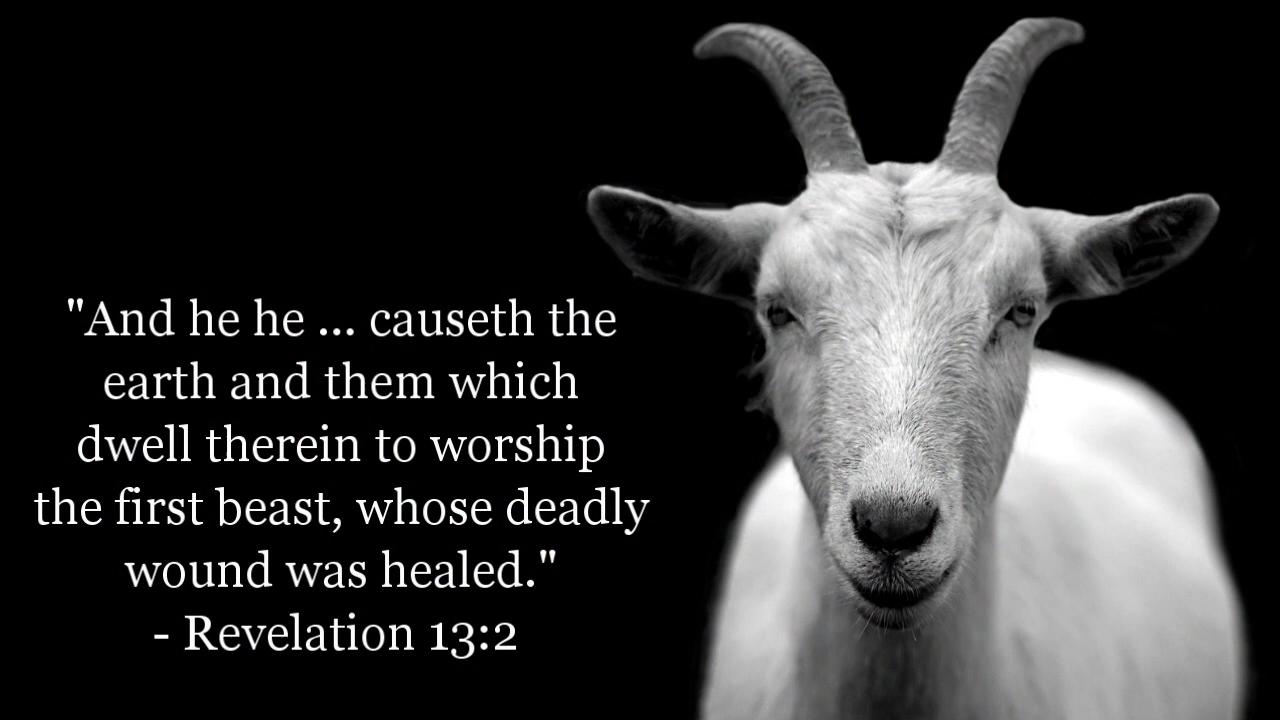 "And he he ... causeth the
earth and them which
dwell therein to worship
the first beast, whose deadly
wound was healed."
- Revelation 13:2